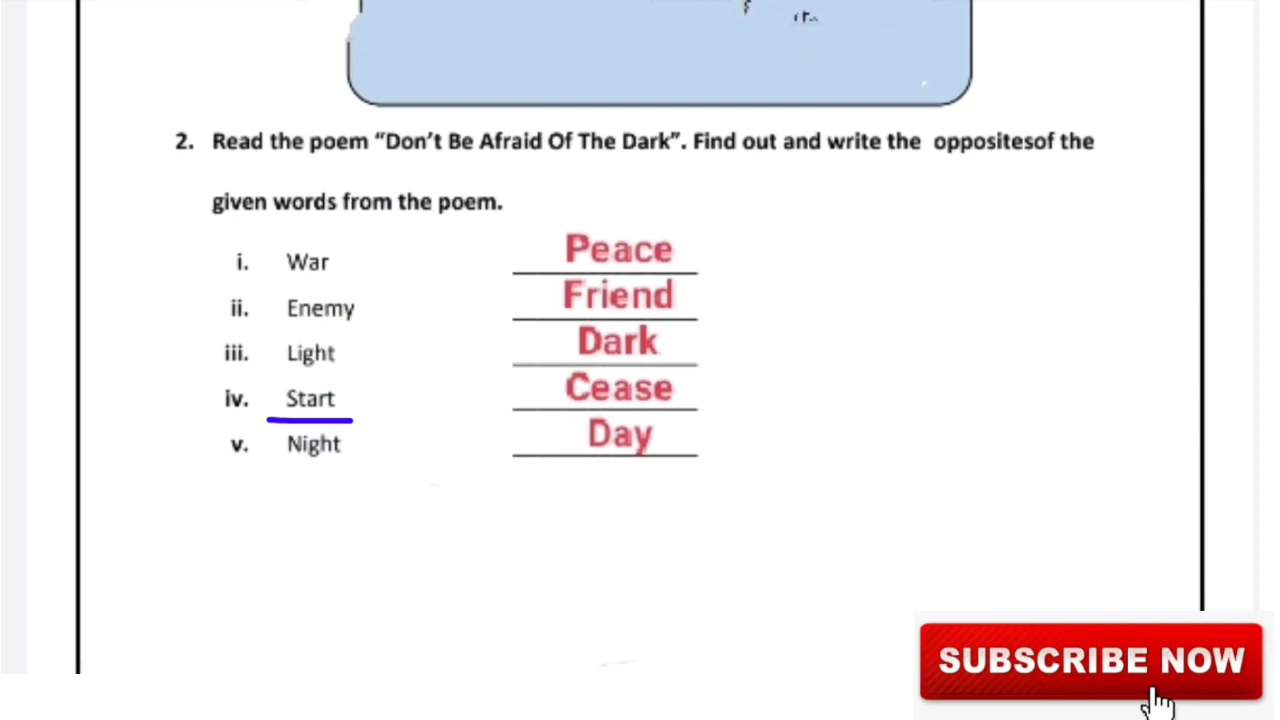 2. Read the poem “Don’t Be Afraid Of The Dark”. Find out and write the oppositesof the
given words from the poem.
i. War Peace
ii. Enemy Friend
iii. Light Dark
iv. Start Cease
v. Night Day
SUBSCRIBE NOW